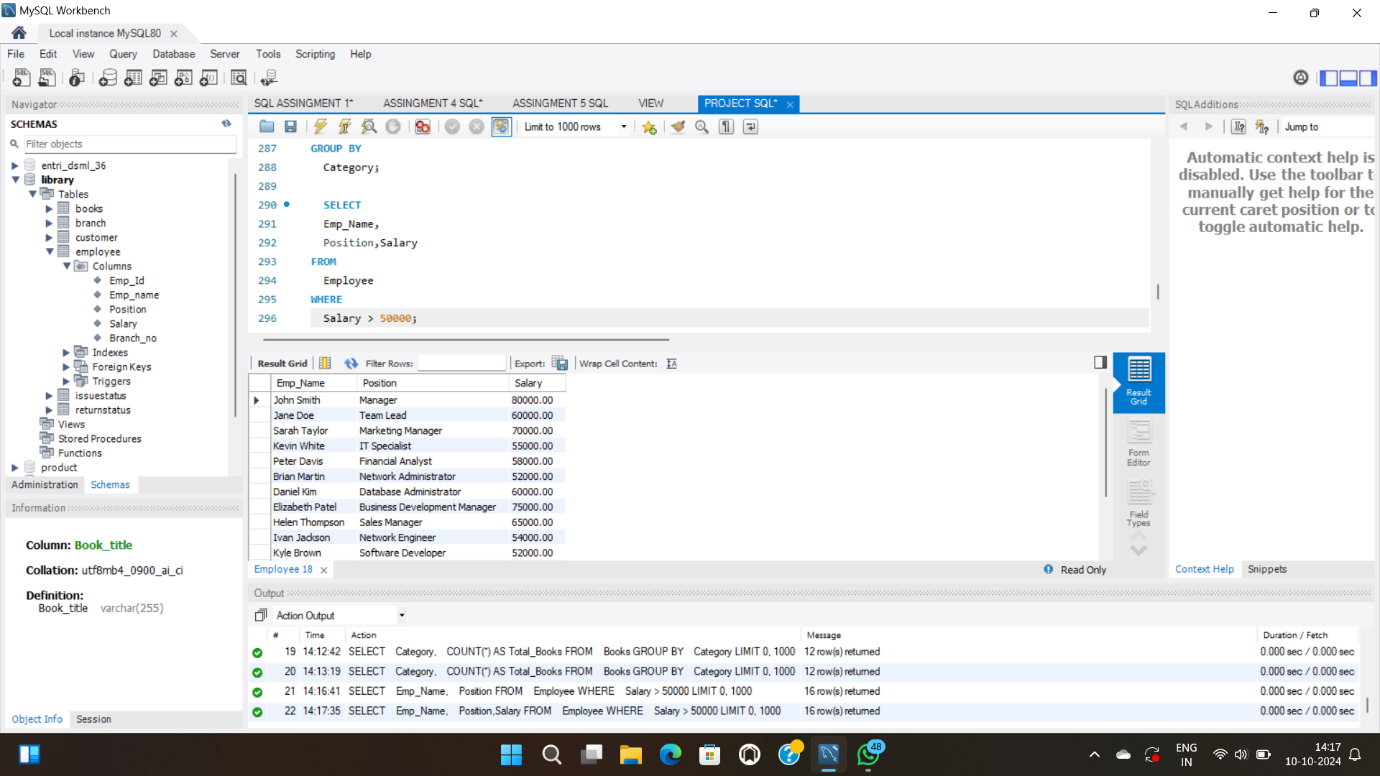 MySQL Workbench
Local instance MySQL80
File Edit View Query Database Server Tools Scripting Help
Navigator
SCHEMAS
Filter objects
entri_dsml_36
library
Tables
books
branch
customer
employee
Columns
Emp_Id
Emp_name
Position
Salary
Branch_no
Indexes
Foreign Keys
Triggers
issuestatus
returnstatus
Views
Stored Procedures
Functions
product
Administration Schemas
Information
Column: Book_title
Collation: utf8mb4_0900_ai_ci
Definition:
Book_title varchar(255)
Object Info Session
SQL ASSINGMENT 1* ASSINGMENT 4 SQL* ASSINGMENT 5 SQL VIEW PROJECT SQL*
Limit to 1000 rows
287 GROUP BY
288 Category;
289
290 SELECT
291 Emp_Name,
292 Position,Salary
293 FROM
294 Employee
295 WHERE
296 Salary > 50000;
Result Grid Filter Rows: Export: Wrap Cell Content:
Emp_Name Position Salary
John Smith Manager 80000.00
Jane Doe Team Lead 60000.00
Sarah Taylor Marketing Manager 70000.00
Kevin White IT Specialist 55000.00
Peter Davis Financial Analyst 58000.00
Brian Martin Network Administrator 52000.00
Daniel Kim Database Administrator 60000.00
Elizabeth Patel Business Development Manager 75000.00
Helen Thompson Sales Manager 65000.00
Ivan Jackson Network Engineer 54000.00
Kyle Brown Software Developer 52000.00
Result
Grid
Form
Editor
Field
Types
Employee 18
Read Only
SQLAdditions
Jump to
Automatic context help is
disabled. Use the toolbar t
manually get help for the
current caret position or to
toggle automatic help.
Context Help Snippets
Output
Action Output
# Time Action Message Duration / Fetch
19 14:12:42 SELECT Category, COUNT(*) AS Total_Books FROM Books GROUP BY Category LIMIT 0, 1000 12 row(s) returned 0.000 sec / 0.000 sec
20 14:13:19 SELECT Category, COUNT(*) AS Total_Books FROM Books GROUP BY Category LIMIT 0, 1000 12 row(s) returned 0.000 sec / 0.000 sec
21 14:16:41 SELECT Emp_Name, Position FROM Employee WHERE Salary > 50000 LIMIT 0, 1000 16 row(s) returned 0.000 sec / 0.000 sec
22 14:17:35 SELECT Emp_Name, Position,Salary FROM Employee WHERE Salary > 50000 LIMIT 0, 1000 16 row(s) returned 0.000 sec / 0.000 sec
48
ENG
IN
14:17
10-10-2024